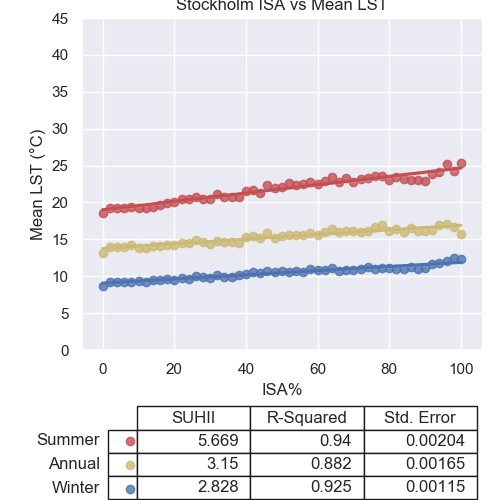 Stockholm ISA vs Mean LST
45
40
35
30
25
20
15
10
5
0
Mean LST (°C)
0 20 40 60 80 100
ISA%
SUHII R-Squared Std. Error
Summer 5.669 0.94 0.00204
Annual 3.15 0.882 0.00165
Winter 2.828 0.925 0.00115